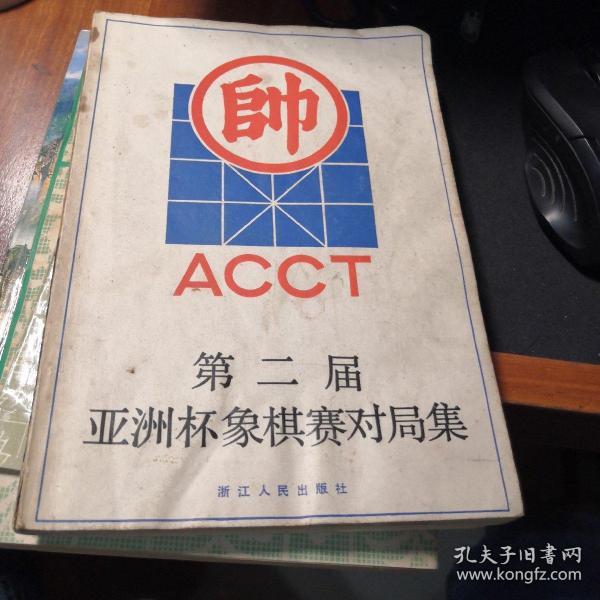 帥
ACCT
第二届
亚洲杯象棋赛对局集
浙江人民出版社
孔夫子旧书网
www.kongfz.com